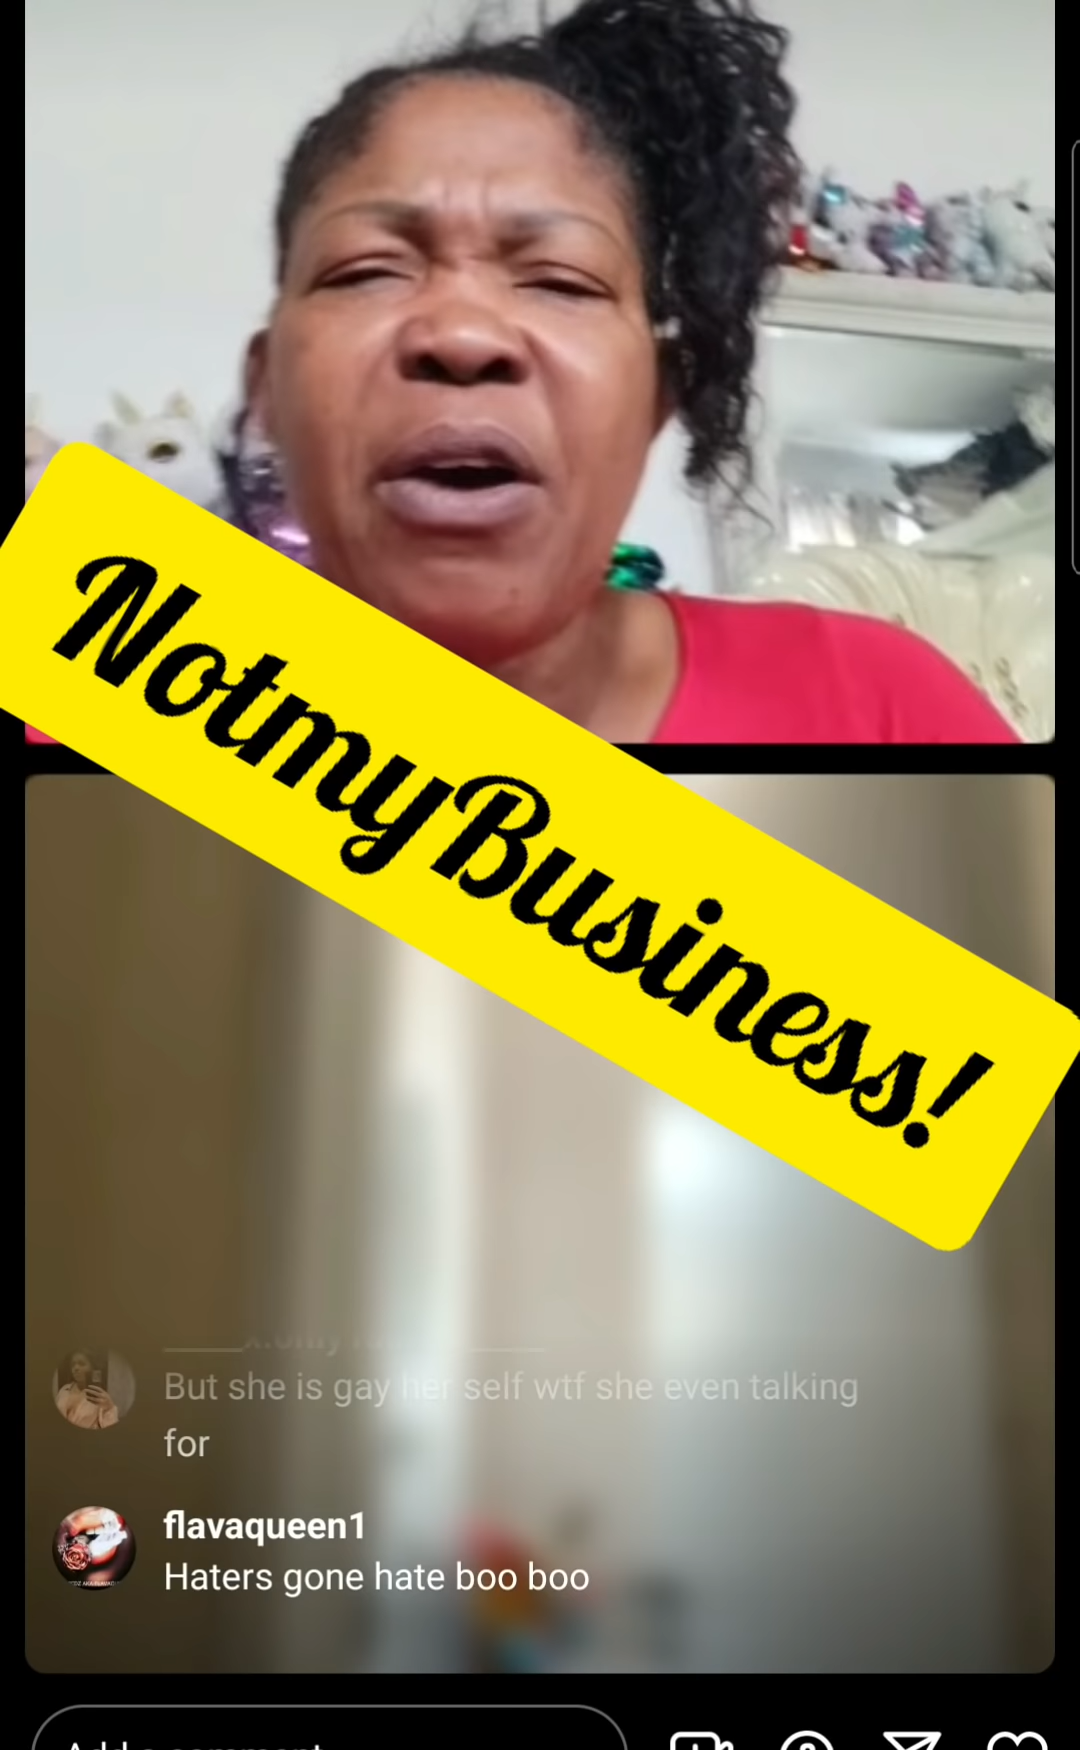 NotmyBusiness!
But she is gay her self wtf she even talking
for
flavaqueen1
Haters gone hate boo boo